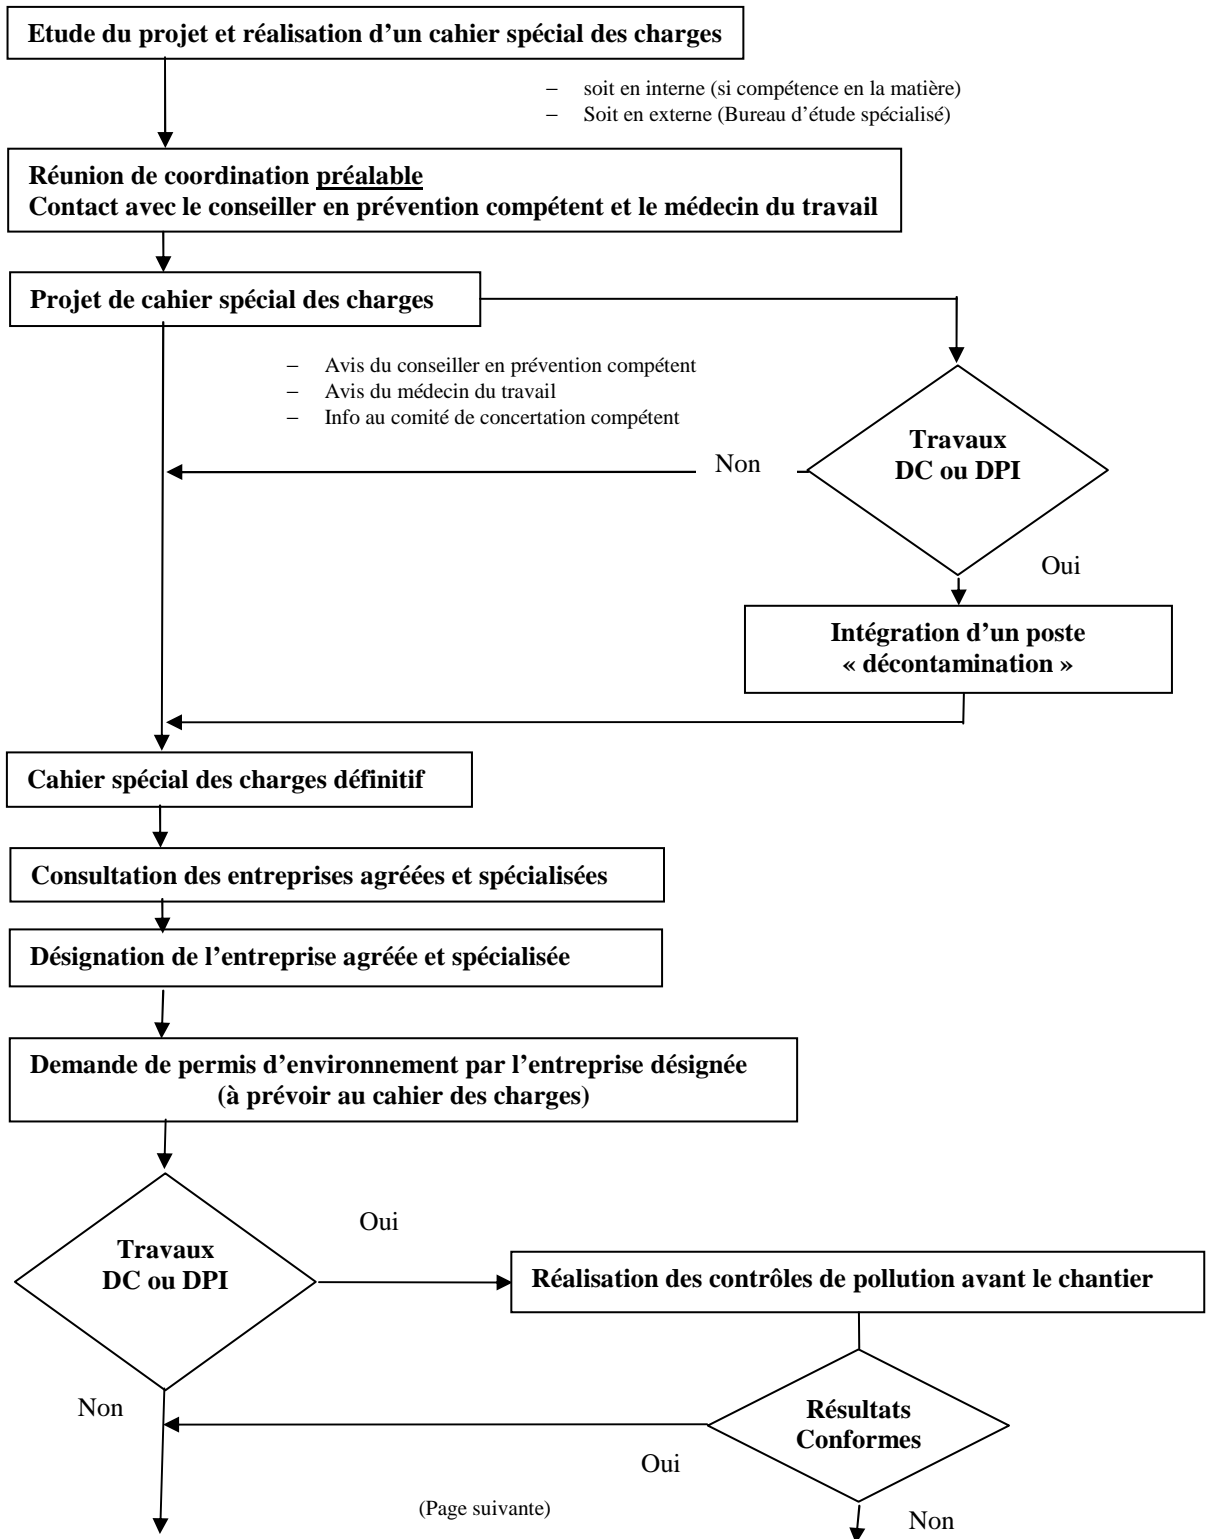 Etude du projet et réalisation d’un cahier spécial des charges
– soit en interne (si compétence en la matière)
– Soit en externe (Bureau d’étude spécialisé)
Réunion de coordination préalable
Contact avec le conseiller en prévention compétent et le médecin du travail
Projet de cahier spécial des charges
– Avis du conseiller en prévention compétent
– Avis du médecin du travail
– Info au comité de concertation compétent
Travaux
DC ou DPI
Non
Oui
Intégration d’un poste
« décontamination »
Cahier spécial des charges définitif
Consultation des entreprises agréées et spécialisées
Désignation de l’entreprise agréée et spécialisée
Demande de permis d’environnement par l’entreprise désignée
(à prévoir au cahier des charges)
Travaux
DC ou DPI
Oui
Réalisation des contrôles de pollution avant le chantier
Non
Résultats
Conformes
Oui
(Page suivante)
Non